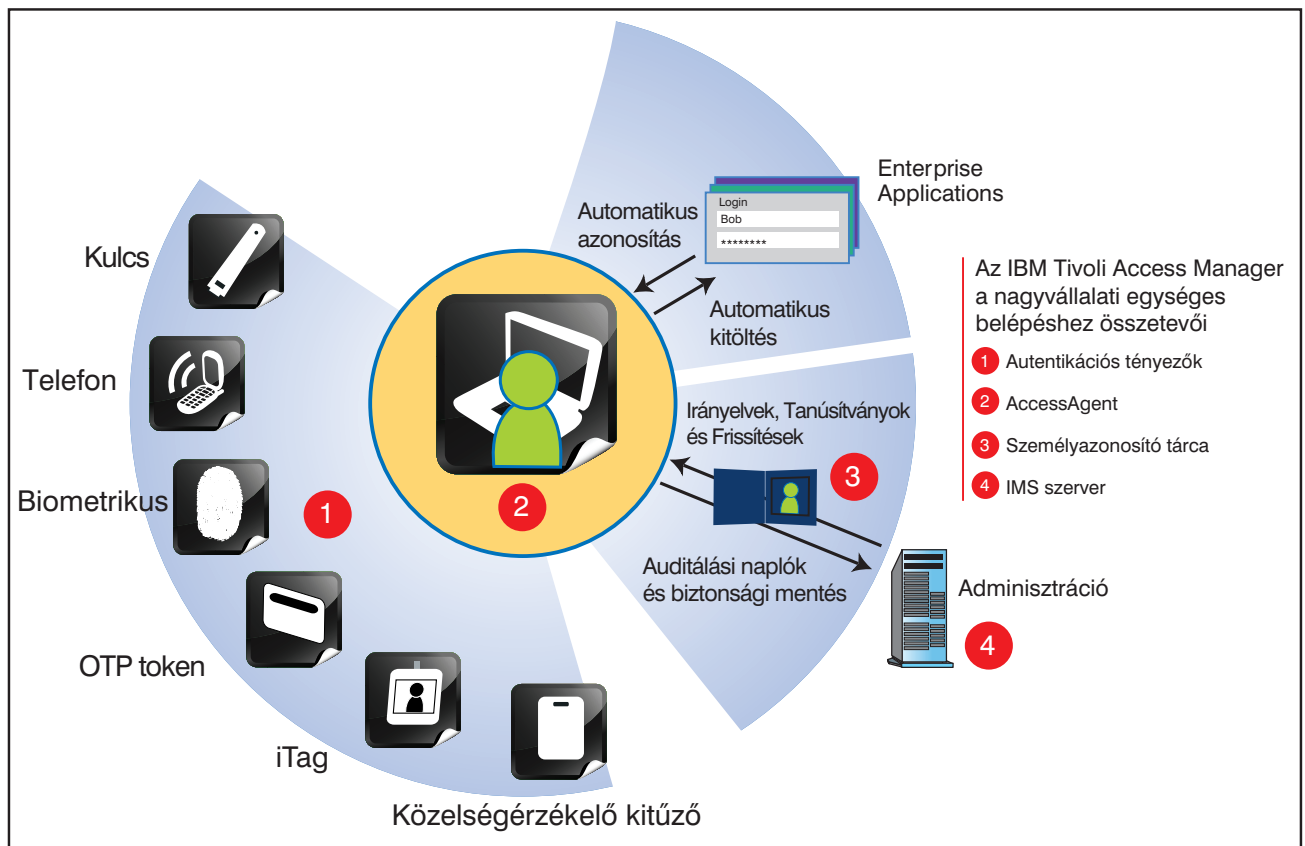 Kulcs
Telefon
Biometrikus
1
OTP token
iTag
Közelségérzékelő kitűző
2
Automatikus
azonosítás
Automatikus
kitöltés
Login
Bob
********
Enterprise
Applications
Irányelvek, Tanúsítványok
és Frissítések
3
Auditálási naplók
és biztonsági mentés
Adminisztráció
4
Az IBM Tivoli Access Manager
a nagyvállalati egységes
belépéshez összetevői
1 Autentikációs tényezők
2 AccessAgent
3 Személyazonosító tárca
4 IMS szerver